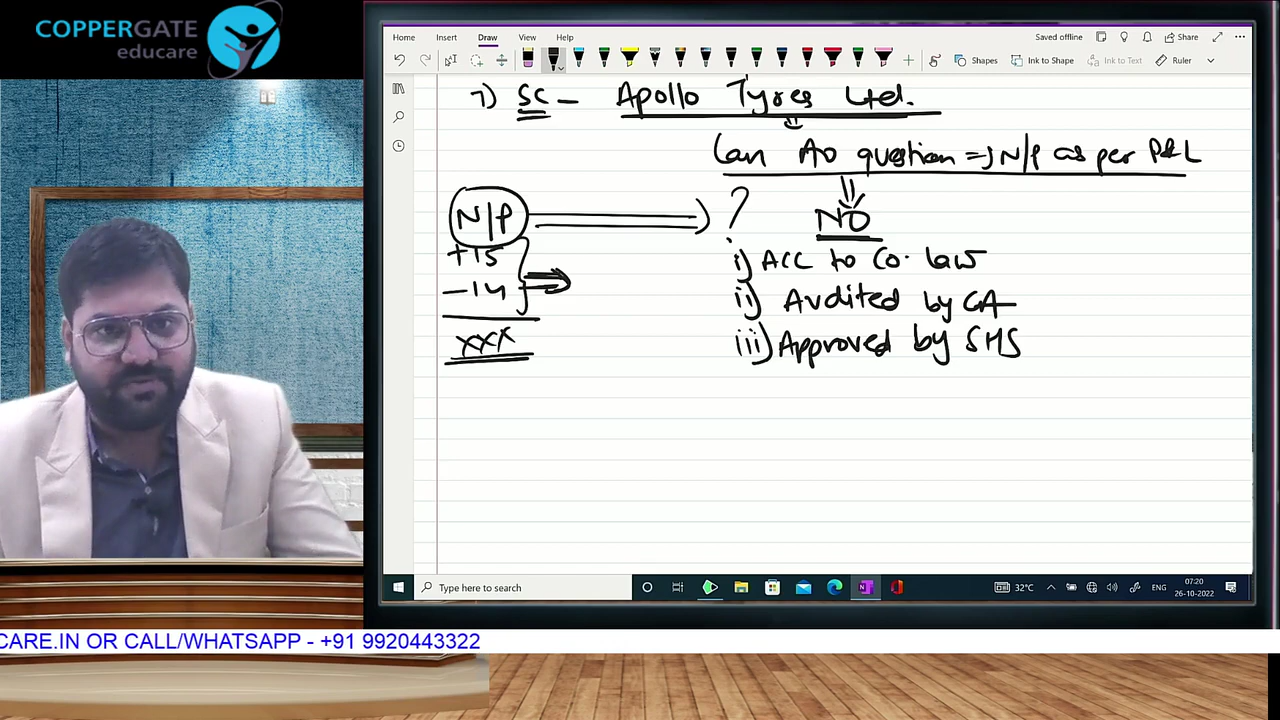 COPPERGATE
educare
Home Insert Draw View Help
Saved offline
Share
Shapes
Ink to Shape
Ink to Text
Ruler
7) SC - Apollo Tyres Ltd.
Can AO question => N/P as per P&L
N/P
?
NO
+15
i) Acc to Co. law
-14
ii) Audited by CA
XXX
iii) Approved by SHS
Type here to search
32°C
ENG
07:20
26-10-2022
CARE.IN OR CALL/WHATSAPP - +91 9920443322